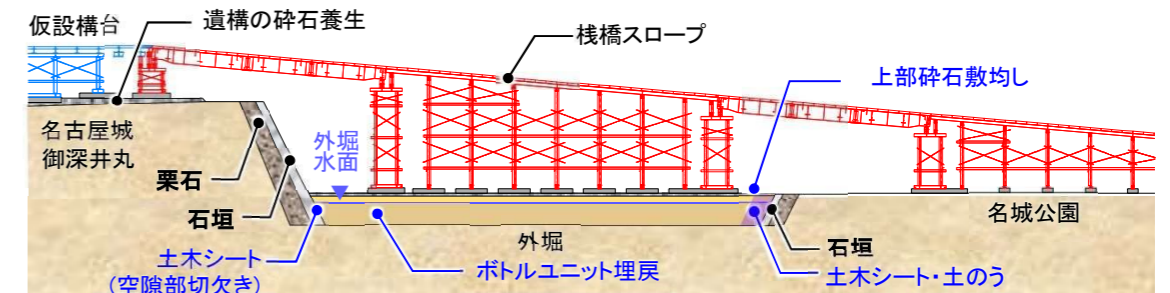 仮設構台
遺構の砕石養生
桟橋スロープ
上部砕石敷均し
名古屋城
御深井丸
外堀
水面
栗石
石垣
名城公園
外堀
石垣
土木シート
(空隙部切欠き)
ボトルユニット埋戻
土木シート・土のう